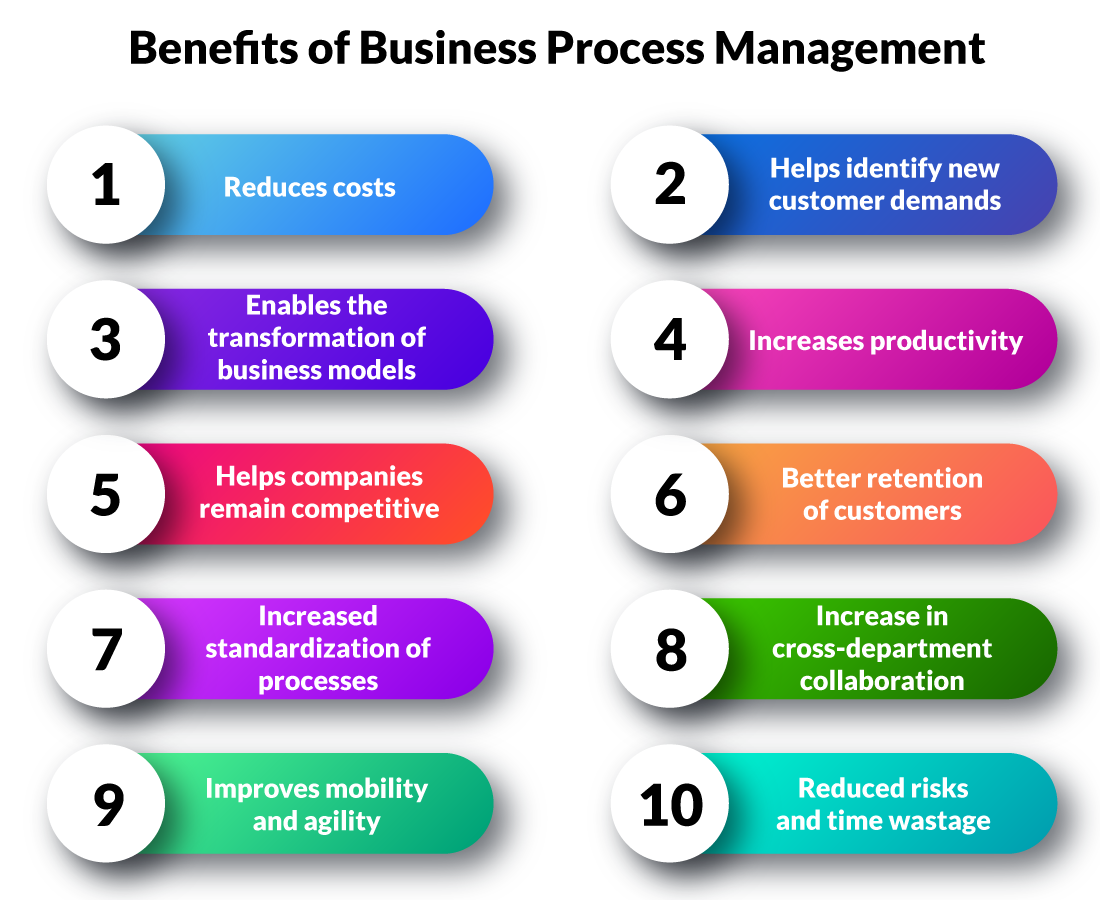 Benefits of Business Process Management
1
Reduces costs
2
Helps identify new
customer demands
3
Enables the
transformation of
business models
4
Increases productivity
5
Helps companies
remain competitive
6
Better retention
of customers
7
Increased
standardization of
processes
8
Increase in
cross-department
collaboration
9
Improves mobility
and agility
10
Reduced risks
and time wastage